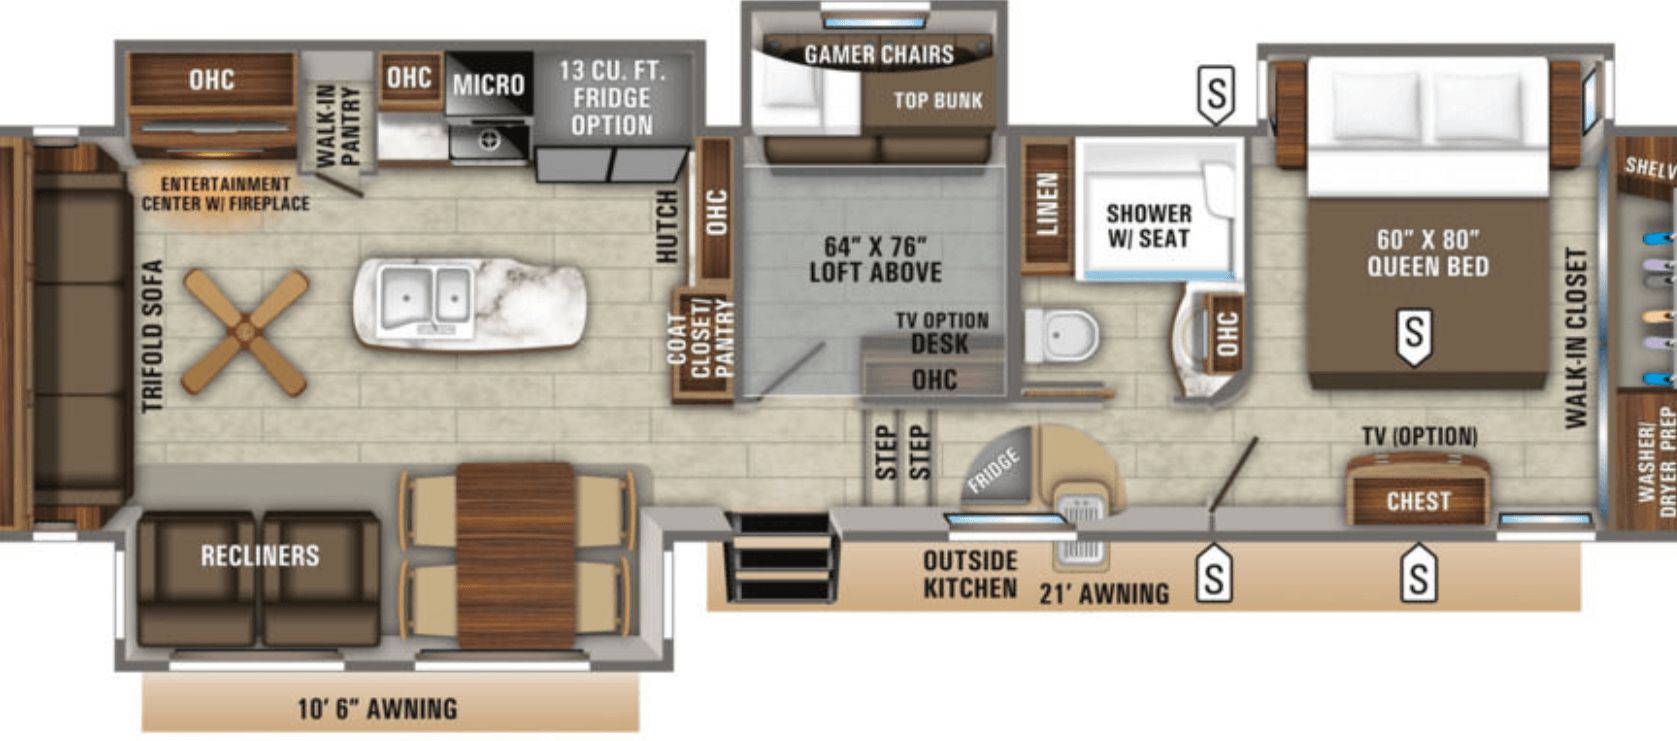 OHC
WALK-IN
PANTRY
OHC
MICRO
13 CU. FT.
FRIDGE
OPTION
ENTERTAINMENT
CENTER W/ FIREPLACE
TRIFOLD SOFA
HUTCH
OHC
COAT
CLOSET/
PANTRY
RECLINERS
10' 6" AWNING
GAMER CHAIRS
TOP BUNK
64" X 76"
LOFT ABOVE
TV OPTION
DESK
OHC
STEP
STEP
LINEN
SHOWER
W/ SEAT
OHC
FRIDGE
OUTSIDE
KITCHEN
21' AWNING
S
S
S
S
60" X 80"
QUEEN BED
TV (OPTION)
CHEST
WALK-IN CLOSET
SHELV
WASHER/
DRYER PREP